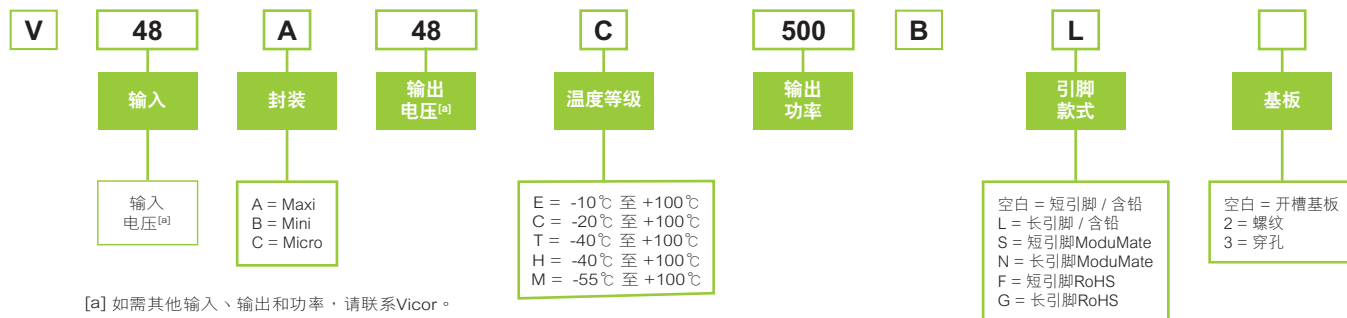 V 48 A 48 C 500 B L
输入 封装 输出 电压[a] 温度等级 输出 功率 引脚 款式 基板
输入
电压[a]
A = Maxi
B = Mini
C = Micro
E = -10℃ 至 +100℃
C = -20℃ 至 +100℃
T = -40℃ 至 +100℃
H = -40℃ 至 +100℃
M = -55℃ 至 +100℃
空白 = 短引脚 / 含铅
L = 长引脚 / 含铅
S = 短引脚ModuMate
N = 长引脚ModuMate
F = 短引脚RoHS
G = 长引脚RoHS
空白 = 开槽基板
2 = 螺纹
3 = 穿孔
[a] 如需其他输入、输出和功率，请联系Vicor。